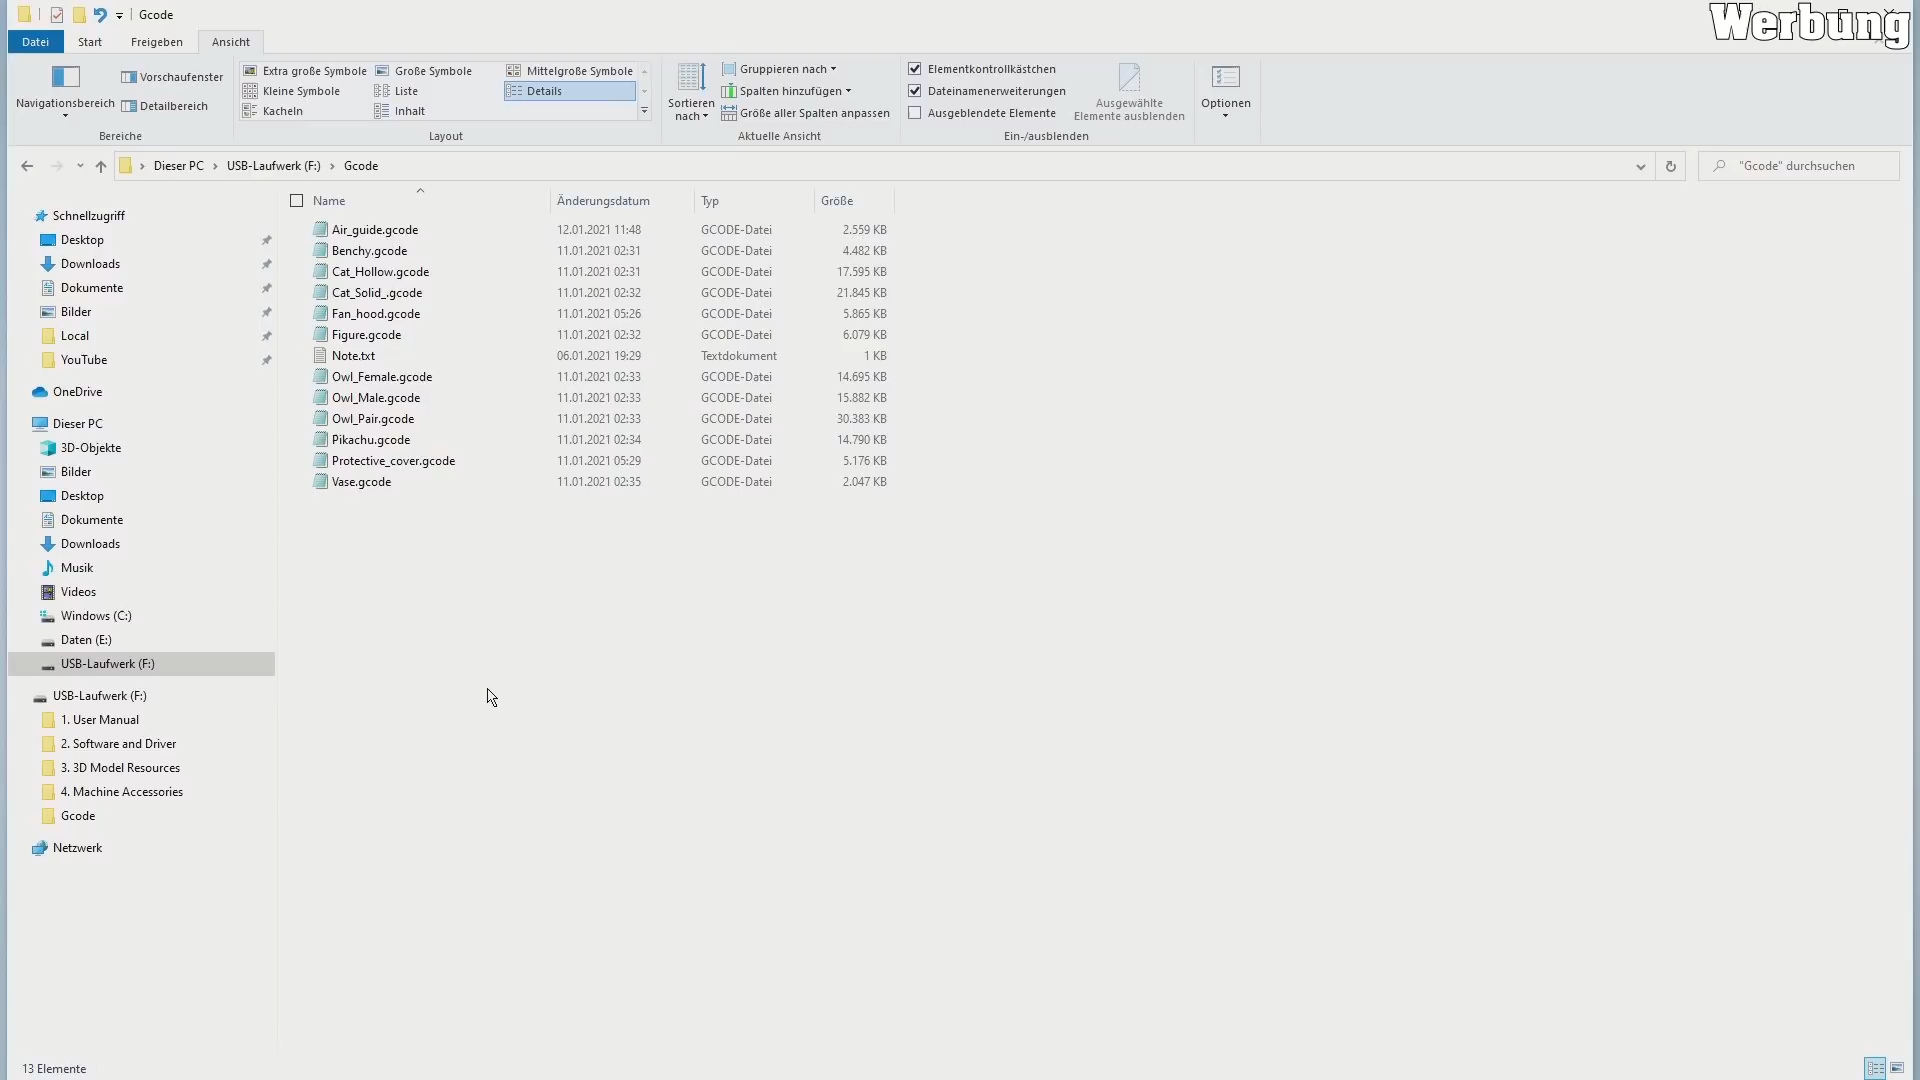 Gcode
Werbung
Datei Start Freigeben Ansicht
Navigationsbereich
Vorschaufenster
Detailbereich
Bereiche
Extra große Symbole Große Symbole Mittelgroße Symbole
Kleine Symbole Liste Details
Kacheln Inhalt
Layout
Sortieren
nach
Gruppieren nach
Spalten hinzufügen
Größe aller Spalten anpassen
Aktuelle Ansicht
Elementkontrollkästchen
Dateinamenerweiterungen
Ausgeblendete Elemente
Ausgewählte
Elemente ausblenden
Ein-/ausblenden
Optionen
Dieser PC › USB-Laufwerk (F:) › Gcode
"Gcode" durchsuchen
Schnellzugriff
Desktop
Downloads
Dokumente
Bilder
Local
YouTube
OneDrive
Dieser PC
3D-Objekte
Bilder
Desktop
Dokumente
Downloads
Musik
Videos
Windows (C:)
Daten (E:)
USB-Laufwerk (F:)
USB-Laufwerk (F:)
1. User Manual
2. Software and Driver
3. 3D Model Resources
4. Machine Accessories
Gcode
Netzwerk
Name Änderungsdatum Typ Größe
Air_guide.gcode 12.01.2021 11:48 GCODE-Datei 2.559 KB
Benchy.gcode 11.01.2021 02:31 GCODE-Datei 4.482 KB
Cat_Hollow.gcode 11.01.2021 02:31 GCODE-Datei 17.595 KB
Cat_Solid_.gcode 11.01.2021 02:32 GCODE-Datei 21.845 KB
Fan_hood.gcode 11.01.2021 05:26 GCODE-Datei 5.865 KB
Figure.gcode 11.01.2021 02:32 GCODE-Datei 6.079 KB
Note.txt 06.01.2021 19:29 Textdokument 1 KB
Owl_Female.gcode 11.01.2021 02:33 GCODE-Datei 14.695 KB
Owl_Male.gcode 11.01.2021 02:33 GCODE-Datei 15.882 KB
Owl_Pair.gcode 11.01.2021 02:33 GCODE-Datei 30.383 KB
Pikachu.gcode 11.01.2021 02:34 GCODE-Datei 14.790 KB
Protective_cover.gcode 11.01.2021 05:29 GCODE-Datei 5.176 KB
Vase.gcode 11.01.2021 02:35 GCODE-Datei 2.047 KB
13 Elemente